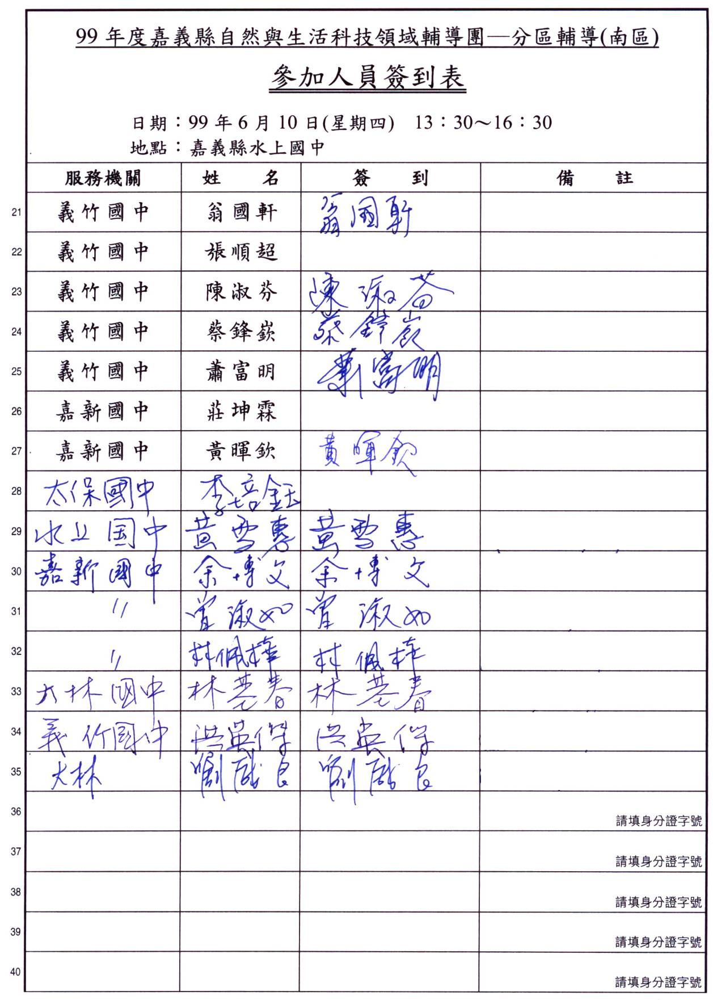 99 年度嘉義縣自然與生活科技領域輔導團—分區輔導(南區)
參加人員簽到表
日期：99 年 6 月 10 日(星期四) 13：30～16：30
地點：嘉義縣水上國中
服務機關 姓 名 簽 到 備 註
21 義竹國中 翁國軒 翁國軒
22 義竹國中 張順超
23 義竹國中 陳淑芬 陳淑芬
24 義竹國中 蔡鋒嶔 蔡鋒嶔
25 義竹國中 蕭富明 蕭富明
26 嘉新國中 莊坤霖
27 嘉新國中 黃暉欽 黃暉欽
28 太保國中 李培鈺
29 水上国中 黃雪惠 黃雪惠
30 嘉新國中 余博文 余博文
31 〃 曾淑如 曾淑如
32 〃 林佩樺 林佩樺
33 大林國中 林基春 林基春
34 義竹國中 洪英傑 洪英傑
35 大林 劉 良 劉 良
36 請填身分證字號
37 請填身分證字號
38 請填身分證字號
39 請填身分證字號
40 請填身分證字號